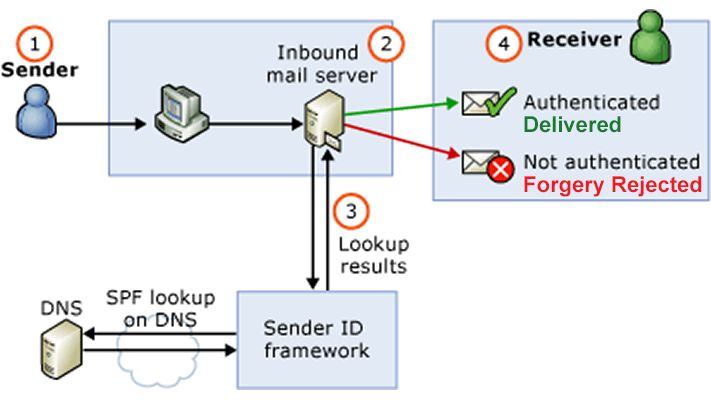 1
Sender
2
Inbound
mail server
4
Receiver
Authenticated
Delivered
Not authenticated
Forgery Rejected
3
Lookup
results
DNS
SPF lookup
on DNS
Sender ID
framework